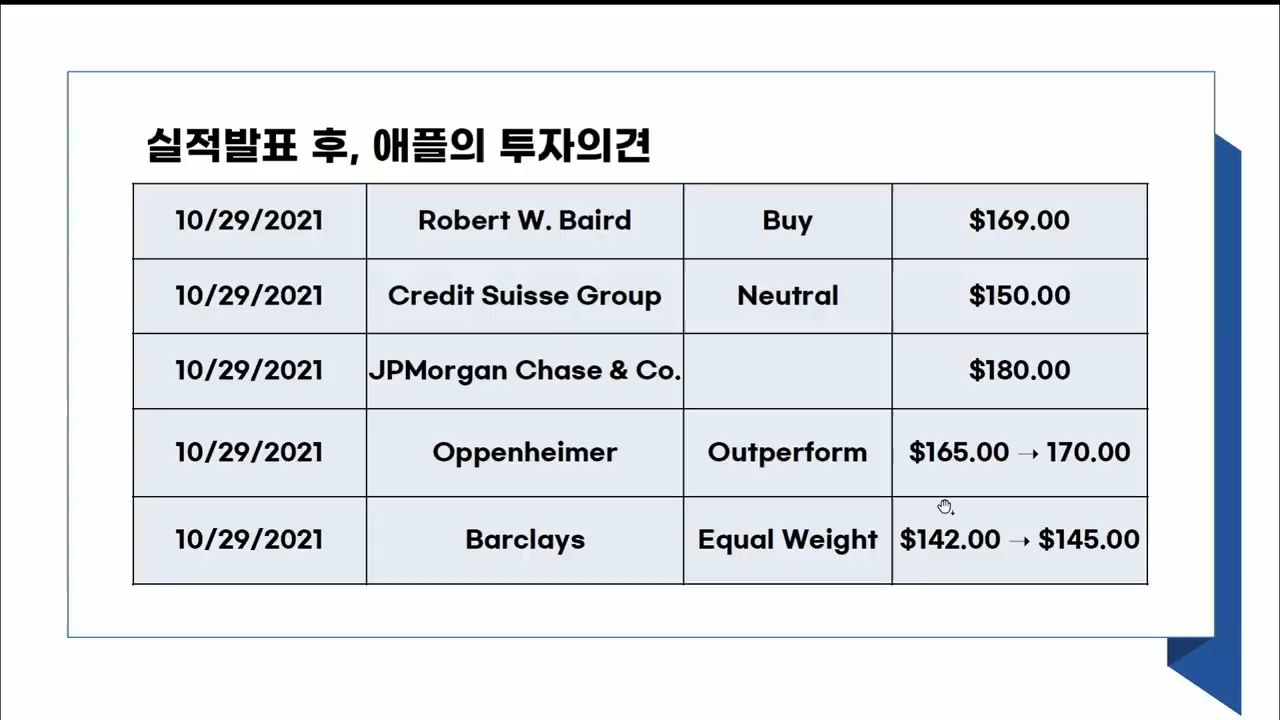 실적발표 후, 애플의 투자의견
10/29/2021 Robert W. Baird Buy $169.00
10/29/2021 Credit Suisse Group Neutral $150.00
10/29/2021 JPMorgan Chase & Co. $180.00
10/29/2021 Oppenheimer Outperform $165.00 → 170.00
10/29/2021 Barclays Equal Weight $142.00 → $145.00